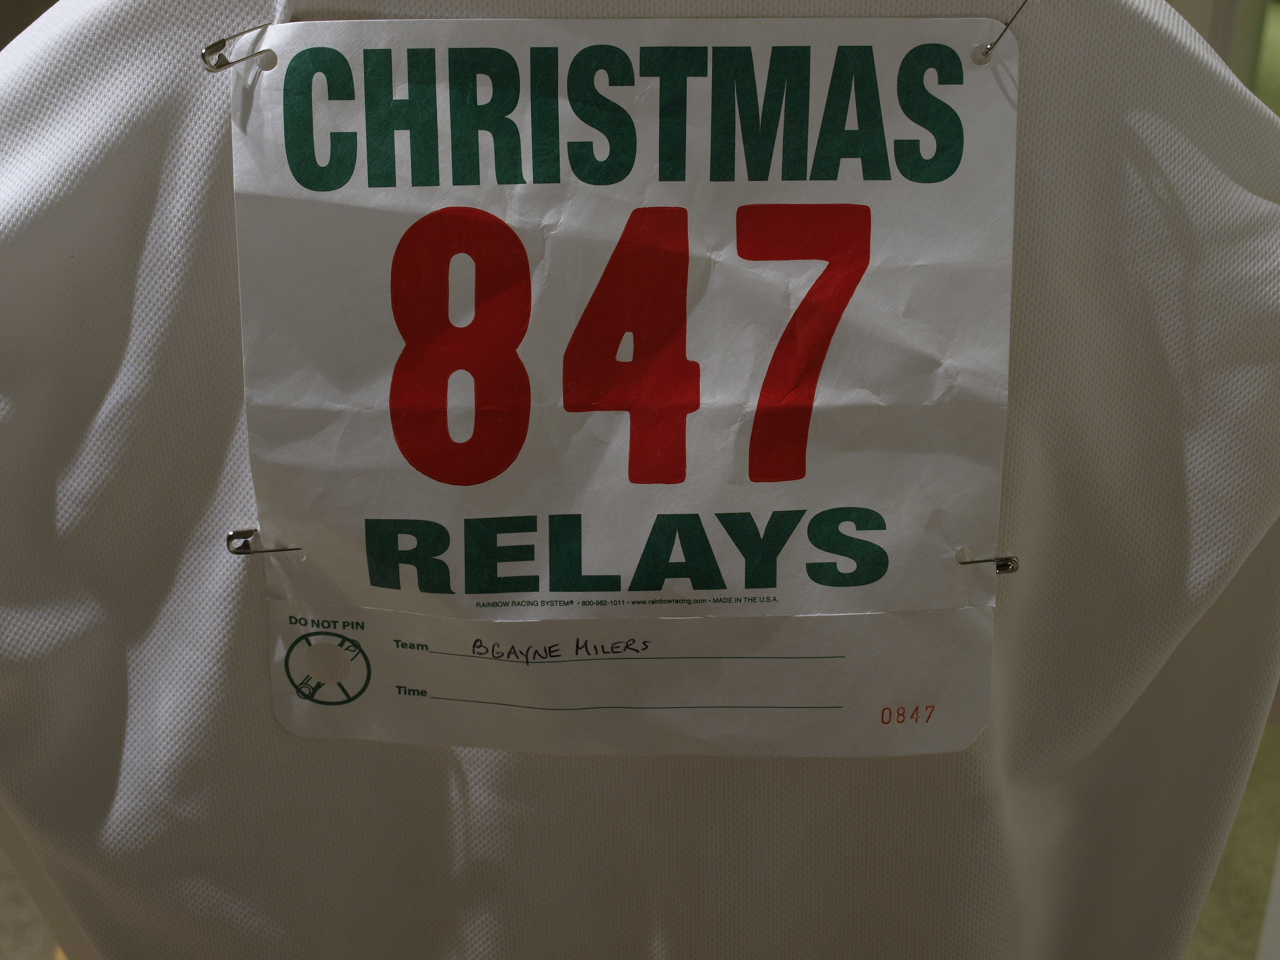 CHRISTMAS
847
RELAYS
RAINBOW RACING SYSTEM® • 800-962-1011 • www.rainbowracing.com • MADE IN THE U.S.A.
DO NOT PIN
Team BGAYNE MILERS
Time
0847